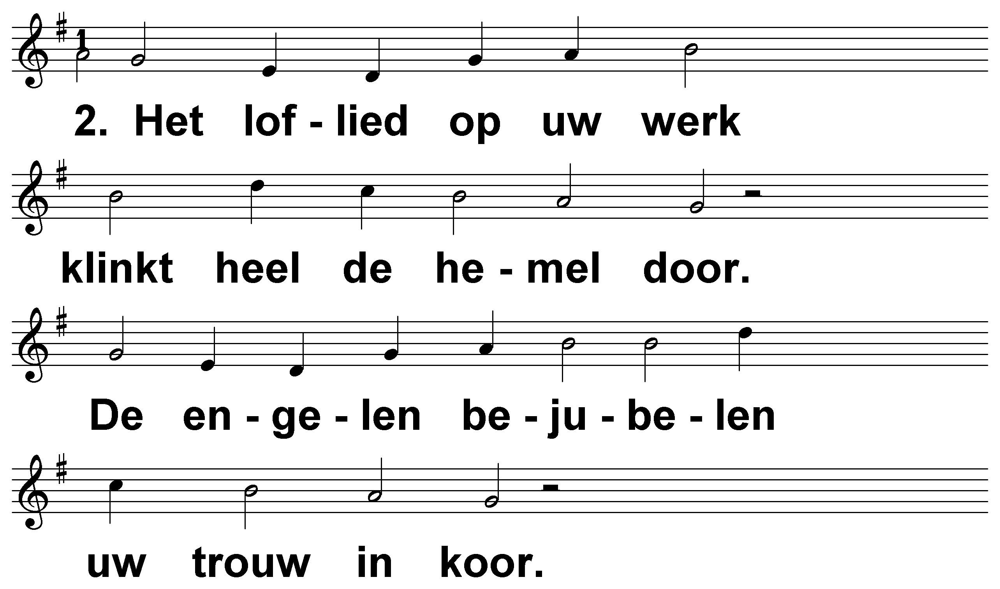 2. Het lof - lied op uw werk
klinkt heel de he - mel door.
De en - ge - len be - ju - be - len
uw trouw in koor.